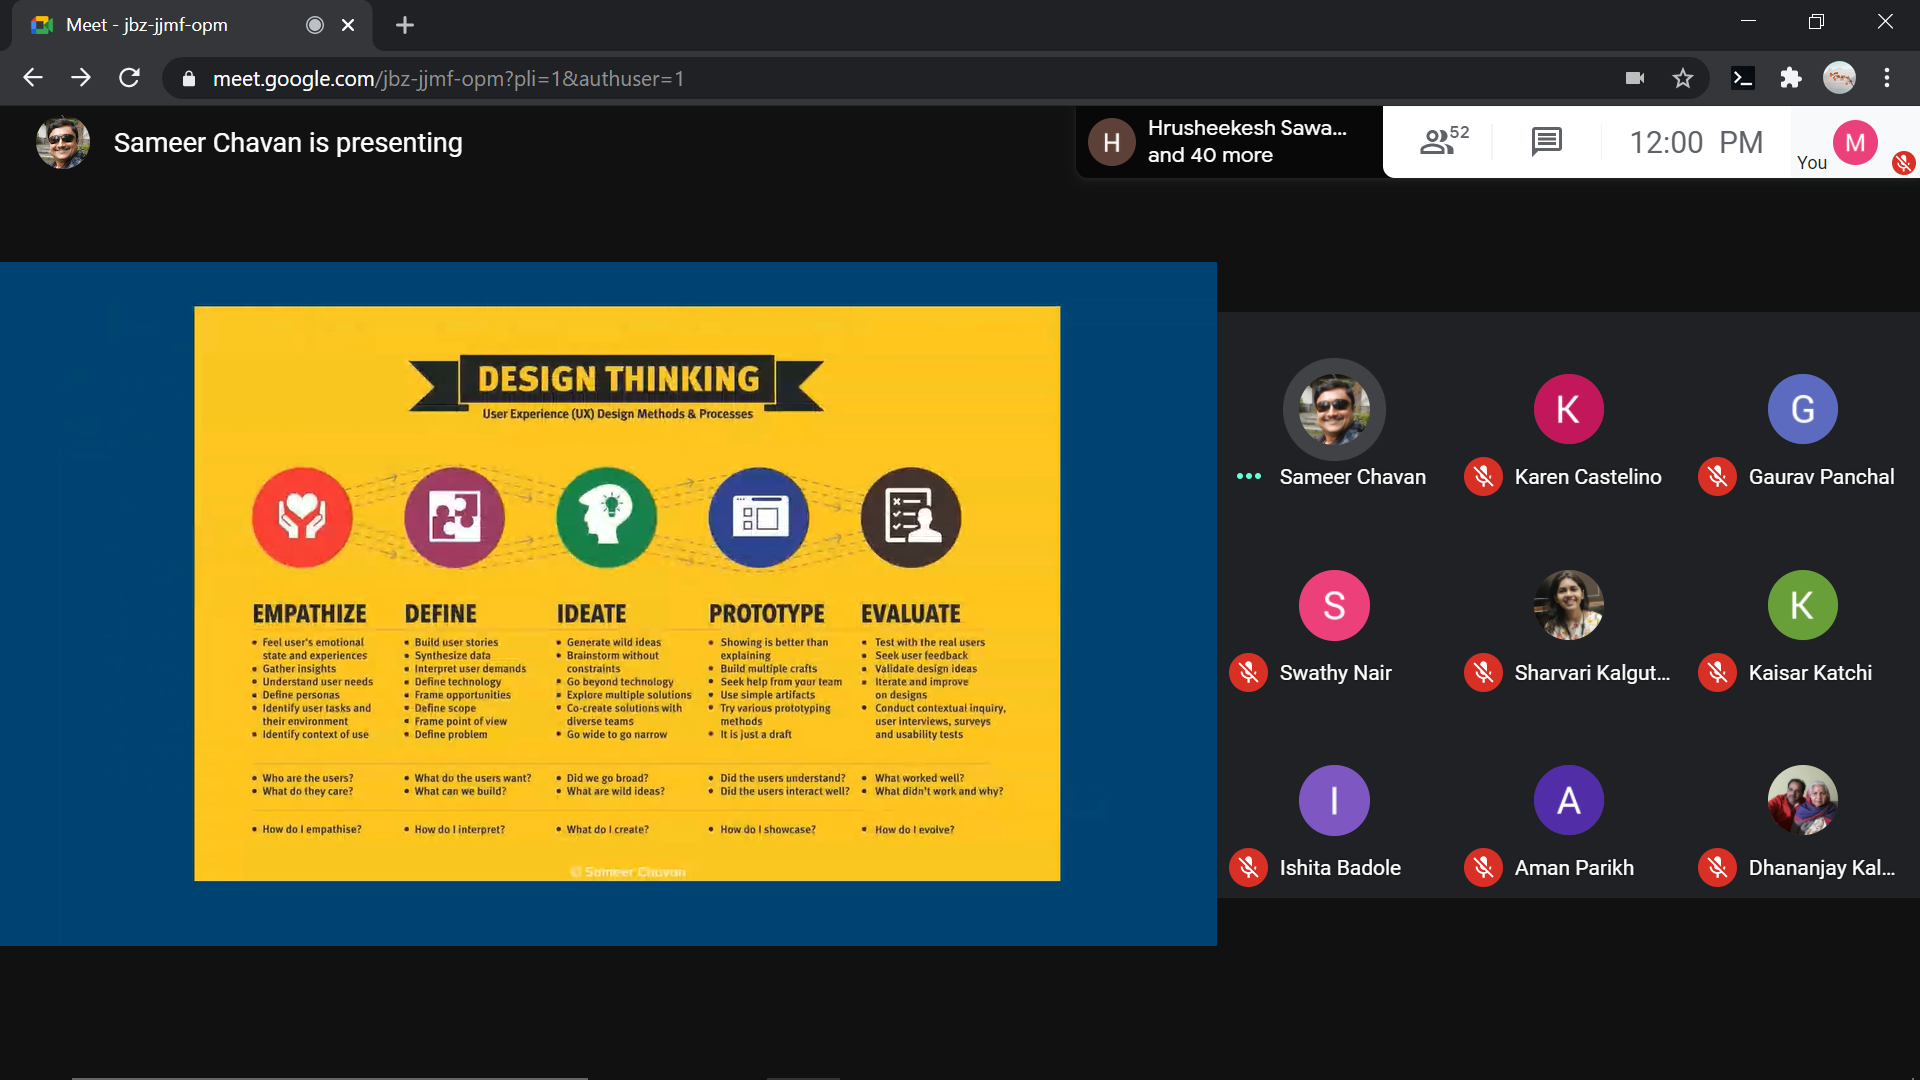 Meet - jbz-jjmf-opm
meet.google.com/jbz-jjmf-opm?pli=1&authuser=1
Sameer Chavan is presenting
H
Hrusheekesh Sawa...
and 40 more
52
12:00 PM
You
M
DESIGN THINKING
User Experience (UX) Design Methods & Processes
EMPATHIZE
• Feel user's emotional
state and experiences
• Gather insights
• Understand user needs
• Define personas
• Identify user tasks and
their environment
• Identify context of use
• Who are the users?
• What do they care?
• How do I empathise?
DEFINE
• Build user stories
• Synthesize data
• Interpret user demands
• Define technology
• Frame opportunities
• Define scope
• Frame point of view
• Define problem
• What do the users want?
• What can we build?
• How do I interpret?
IDEATE
• Generate wild ideas
• Brainstorm without
constraints
• Go beyond technology
• Explore multiple solutions
• Co-create solutions with
diverse teams
• Go wide to go narrow
• Did we go broad?
• What are wild ideas?
• What do I create?
PROTOTYPE
• Showing is better than
explaining
• Build multiple crafts
• Seek help from your team
• Use simple artifacts
• Try various prototyping
methods
• It is just a draft
• Did the users understand?
• Did the users interact well?
• How do I showcase?
EVALUATE
• Test with the real users
• Seek user feedback
• Validate design ideas
• Iterate and improve
on designs
• Conduct contextual inquiry,
user interviews, surveys
and usability tests
• What worked well?
• What didn't work and why?
• How do I evolve?
© Sameer Chavan
Sameer Chavan
K
Karen Castelino
G
Gaurav Panchal
S
Swathy Nair
Sharvari Kalgut...
K
Kaisar Katchi
I
Ishita Badole
A
Aman Parikh
Dhananjay Kal...